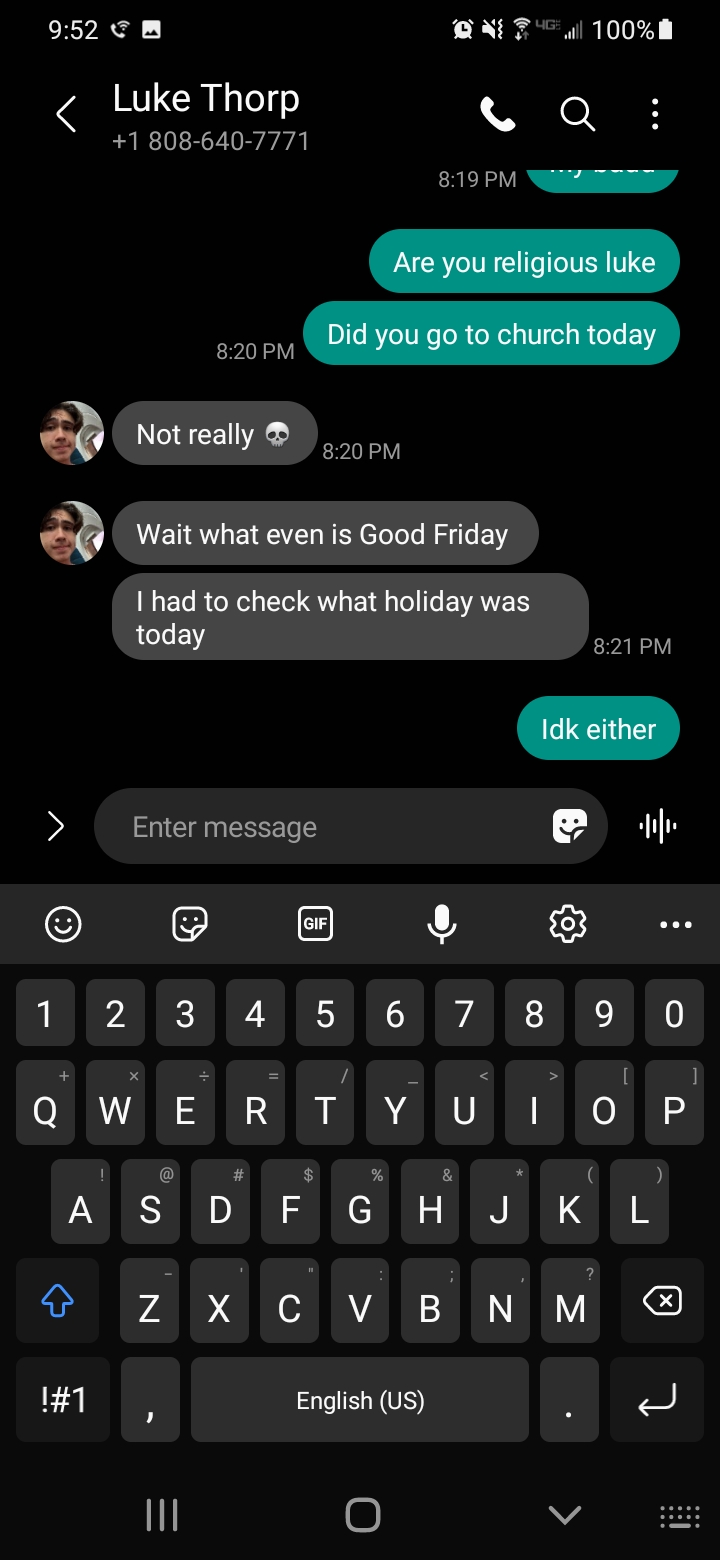 9:52
4GE
100%
Luke Thorp
+1 808-640-7771
8:19 PM
Are you religious luke
Did you go to church today
8:20 PM
Not really 💀
8:20 PM
Wait what even is Good Friday
I had to check what holiday was
today
8:21 PM
Idk either
Enter message
GIF
1 2 3 4 5 6 7 8 9 0
+ × ÷ = / _ < > [ ]
Q W E R T Y U I O P
! @ # $ % & * ( )
A S D F G H J K L
- ' " : ; , ?
Z X C V B N M
!#1 , English (US) .